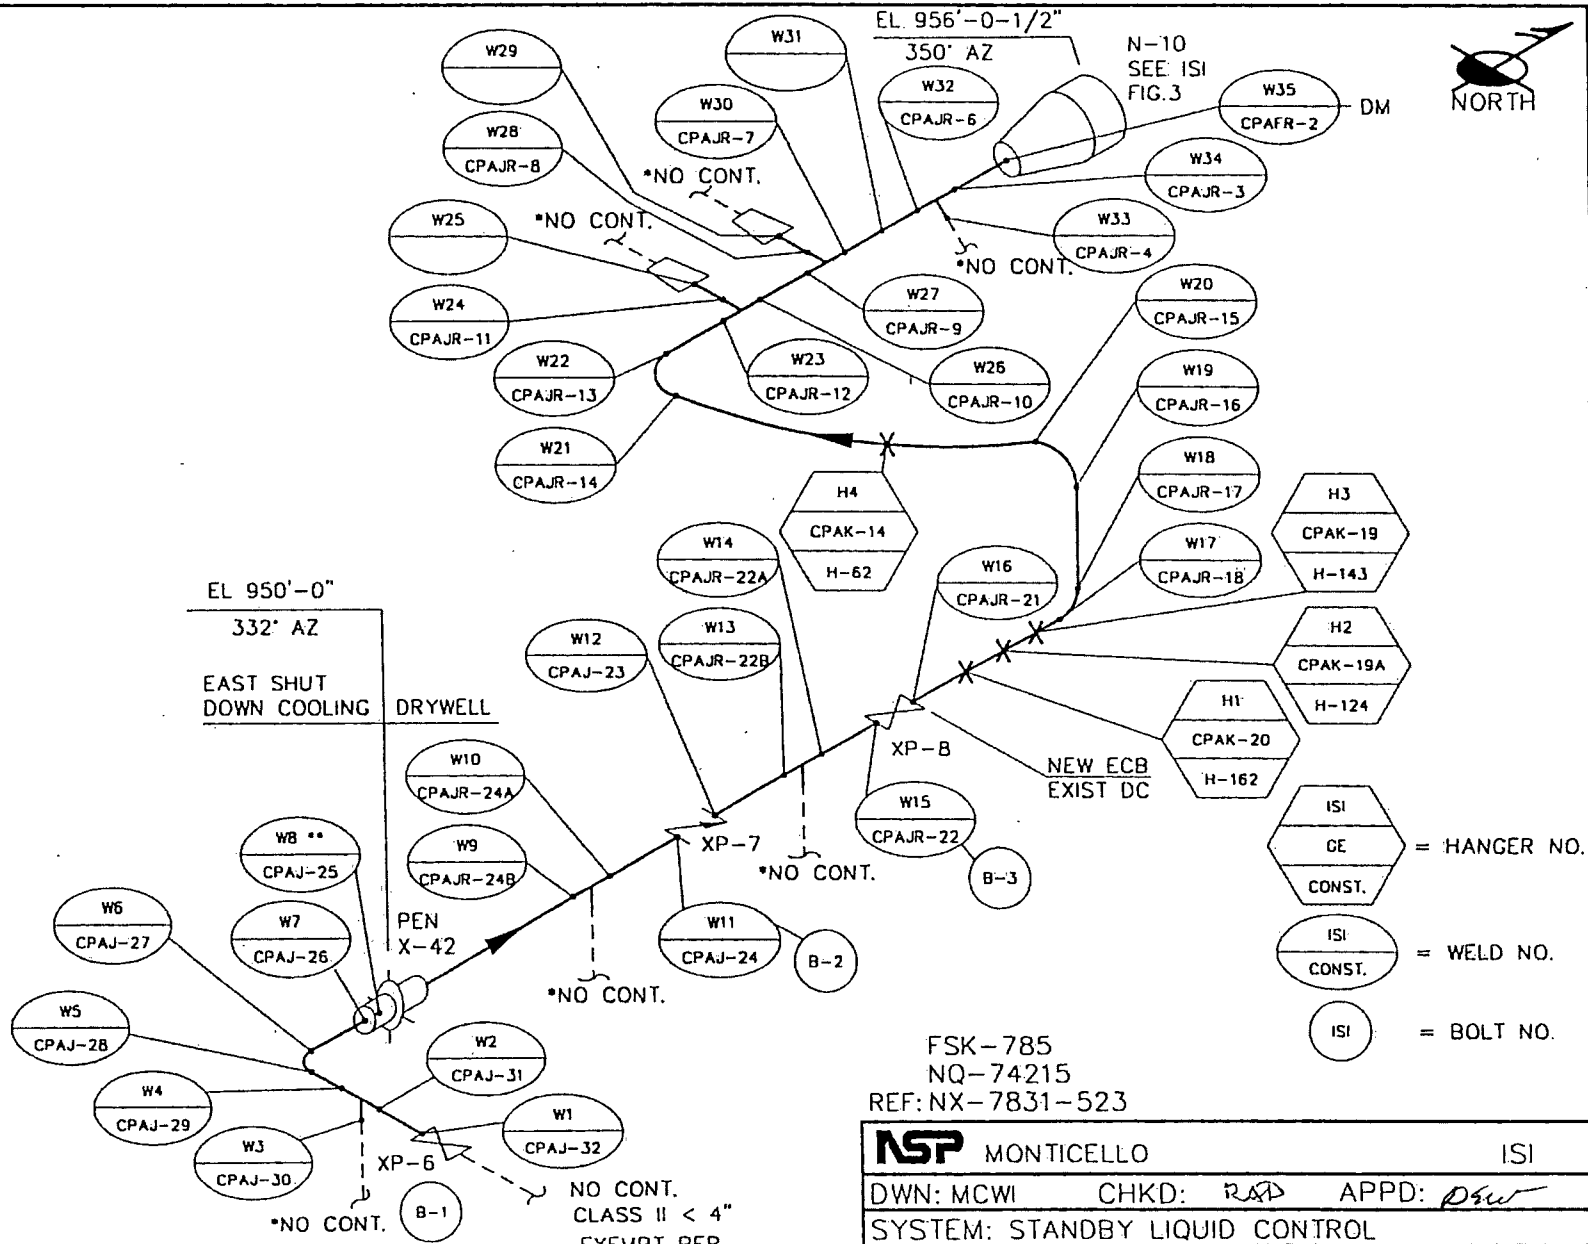 EL. 956'-0-1/2"
350° AZ
N-10
SEE ISI
FIG.3
NORTH
W29
W31
W32
CPAJR-6
W35
CPAFR-2
DM
W30
CPAJR-7
W28
CPAJR-8
W34
CPAJR-3
*NO CONT.
W25
*NO CONT.
W33
CPAJR-4
*NO CONT.
W24
CPAJR-11
W27
CPAJR-9
W20
CPAJR-15
W22
CPAJR-13
W23
CPAJR-12
W26
CPAJR-10
W19
CPAJR-16
W21
CPAJR-14
W18
CPAJR-17
H4
CPAK-14
H-62
H3
CPAK-19
H-143
W14
CPAJR-22A
W17
CPAJR-18
W16
CPAJR-21
EL 950'-0"
332° AZ
W12
CPAJ-23
W13
CPAJR-22B
H2
CPAK-19A
H-124
EAST SHUT
DOWN COOLING
DRYWELL
H1
CPAK-20
H-162
XP-8
NEW ECB
EXIST DC
W10
CPAJR-24A
W15
CPAJR-22
B-3
ISI
GE
CONST.
= HANGER NO.
W8 **
CPAJ-25
W9
CPAJR-24B
XP-7
*NO CONT.
W6
CPAJ-27
W7
CPAJ-26
PEN
X-42
W11
CPAJ-24
B-2
ISI
CONST.
= WELD NO.
*NO CONT.
W5
CPAJ-28
W2
CPAJ-31
ISI
= BOLT NO.
W4
CPAJ-29
W1
CPAJ-32
FSK-785
NQ-74215
REF: NX-7831-523
W3
CPAJ-30
XP-6
B-1
*NO CONT.
NO CONT.
CLASS II < 4"
EXEMPT PER
NSP MONTICELLO ISI
DWN: MCWI CHKD: RAD APPD:
SYSTEM: STANDBY LIQUID CONTROL